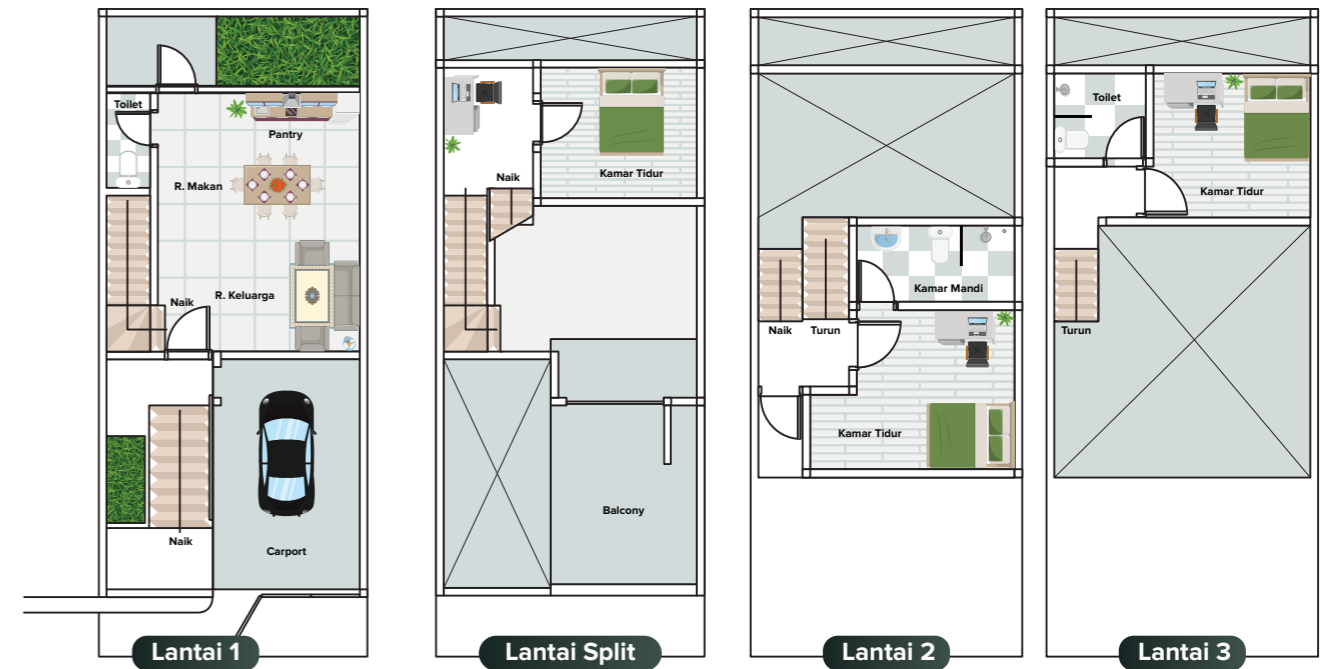 Toilet
Pantry
R. Makan
R. Keluarga
Naik
Naik
Carport
Lantai 1
Naik
Kamar Tidur
Balcony
Lantai Split
Kamar Mandi
Naik
Turun
Kamar Tidur
Lantai 2
Toilet
Kamar Tidur
Turun
Lantai 3